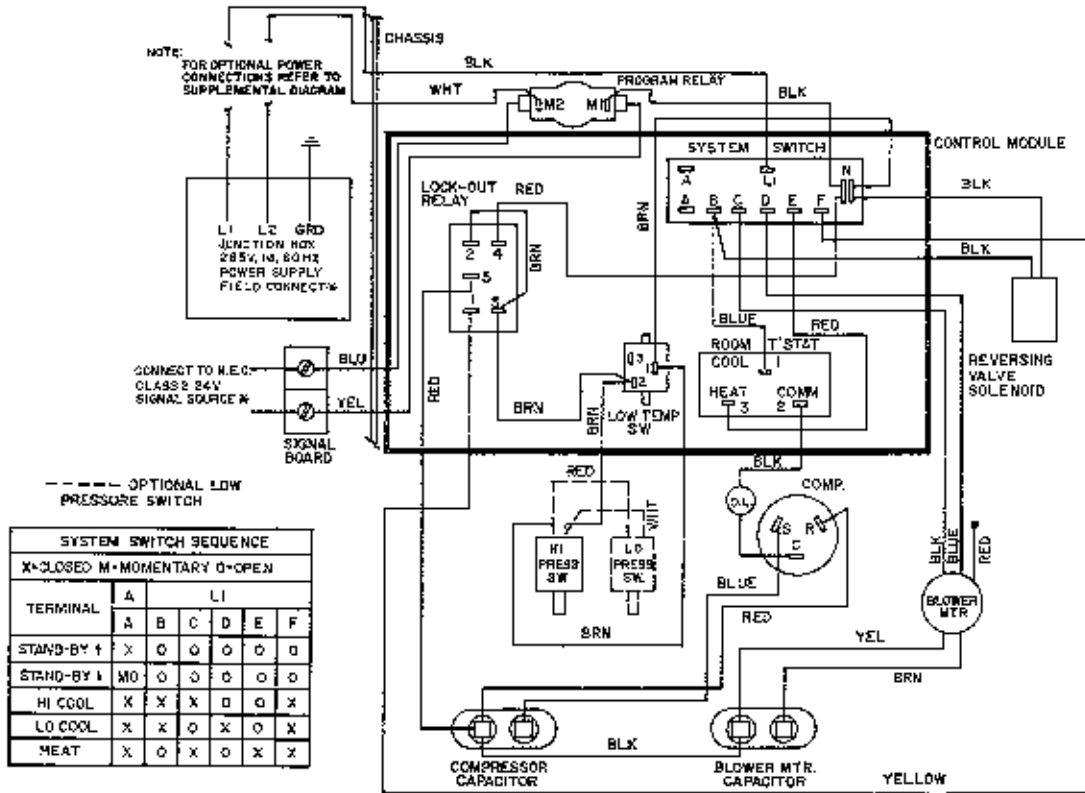 NOTE:
FOR OPTIONAL POWER
CONNECTIONS REFER TO
SUPPLEMENTAL DIAGRAM
CHASSIS
BLK
WHT
PROGRAM RELAY
M2
M1
BLK
CONTROL MODULE
SYSTEM SWITCH
A
L1
N
A
B
C
D
E
F
BLK
BLK
LOCK-OUT
RELAY
RED
2
4
5
BRN
BRN
L1 L2 GRD
JUNCTION BOX
265V, 1Ø, 60HZ
POWER SUPPLY
FIELD CONNECT *
CONNECT TO N.E.C.
CLASS 2 24V
SIGNAL SOURCE *
BLU
YEL
SIGNAL
BOARD
RED
BRN
BRN
3
1
2
LOW TEMP
SW
BLUE
RED
ROOM T'STAT
COOL
1
HEAT
3
COMM
2
REVERSING
VALVE
SOLENOID
---- OPTIONAL LOW
PRESSURE SWITCH
RED
WHT
HI
PRESS
SW
LO
PRESS
SW
BRN
BLK
O.L.
COMP.
S
R
C
BLUE
RED
BLK
BLUE
RED
BLOWER
MTR
YEL
BRN
BLK
COMPRESSOR
CAPACITOR
BLOWER MTR.
CAPACITOR
YELLOW
SYSTEM SWITCH SEQUENCE
X=CLOSED M=MOMENTARY O=OPEN
TERMINAL A L1
A B C D E F
STAND-BY ↑ X O O O O O
STAND-BY ↓ MO O O O O O
HI COOL X X X O O X
LO COOL X X O X O X
HEAT X O X O X X